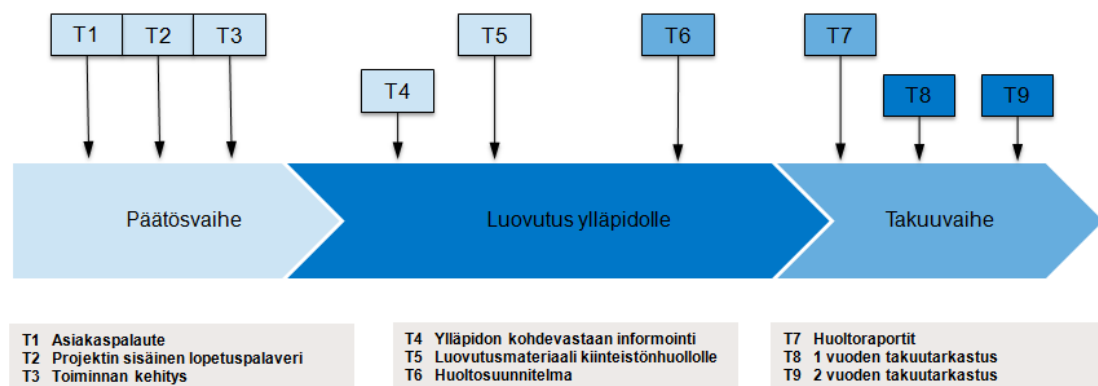 T1 T2 T3 T5 T6 T7
T4 T8 T9
Päätösvaihe Luovutus ylläpidolle Takuuvaihe
T1 Asiakaspalaute
T2 Projektin sisäinen lopetuspalaveri
T3 Toiminnan kehitys
T4 Ylläpidon kohdevastaan informointi
T5 Luovutusmateriaali kiinteistönhuollolle
T6 Huoltosuunnitelma
T7 Huoltoraportit
T8 1 vuoden takuutarkastus
T9 2 vuoden takuutarkastus